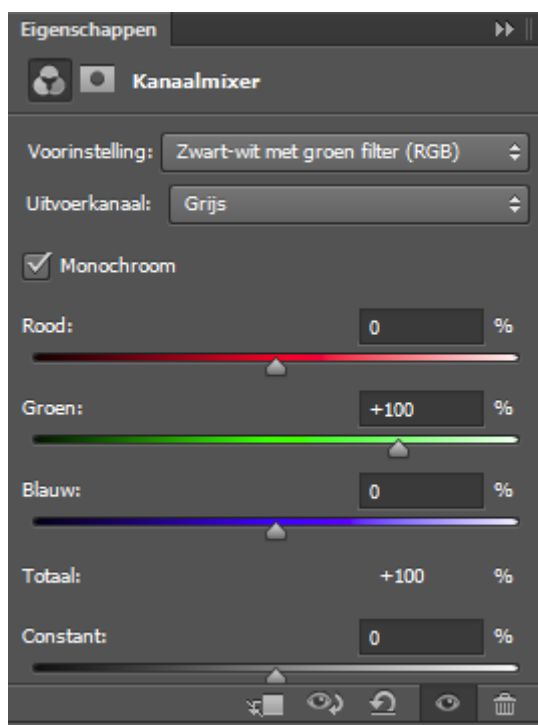 Eigenschappen
Kanaalmixer
Voorinstelling: Zwart-wit met groen filter (RGB)
Uitvoerkanaal: Grijs
Monochroom
Rood: 0 %
Groen: +100 %
Blauw: 0 %
Totaal: +100 %
Constant: 0 %